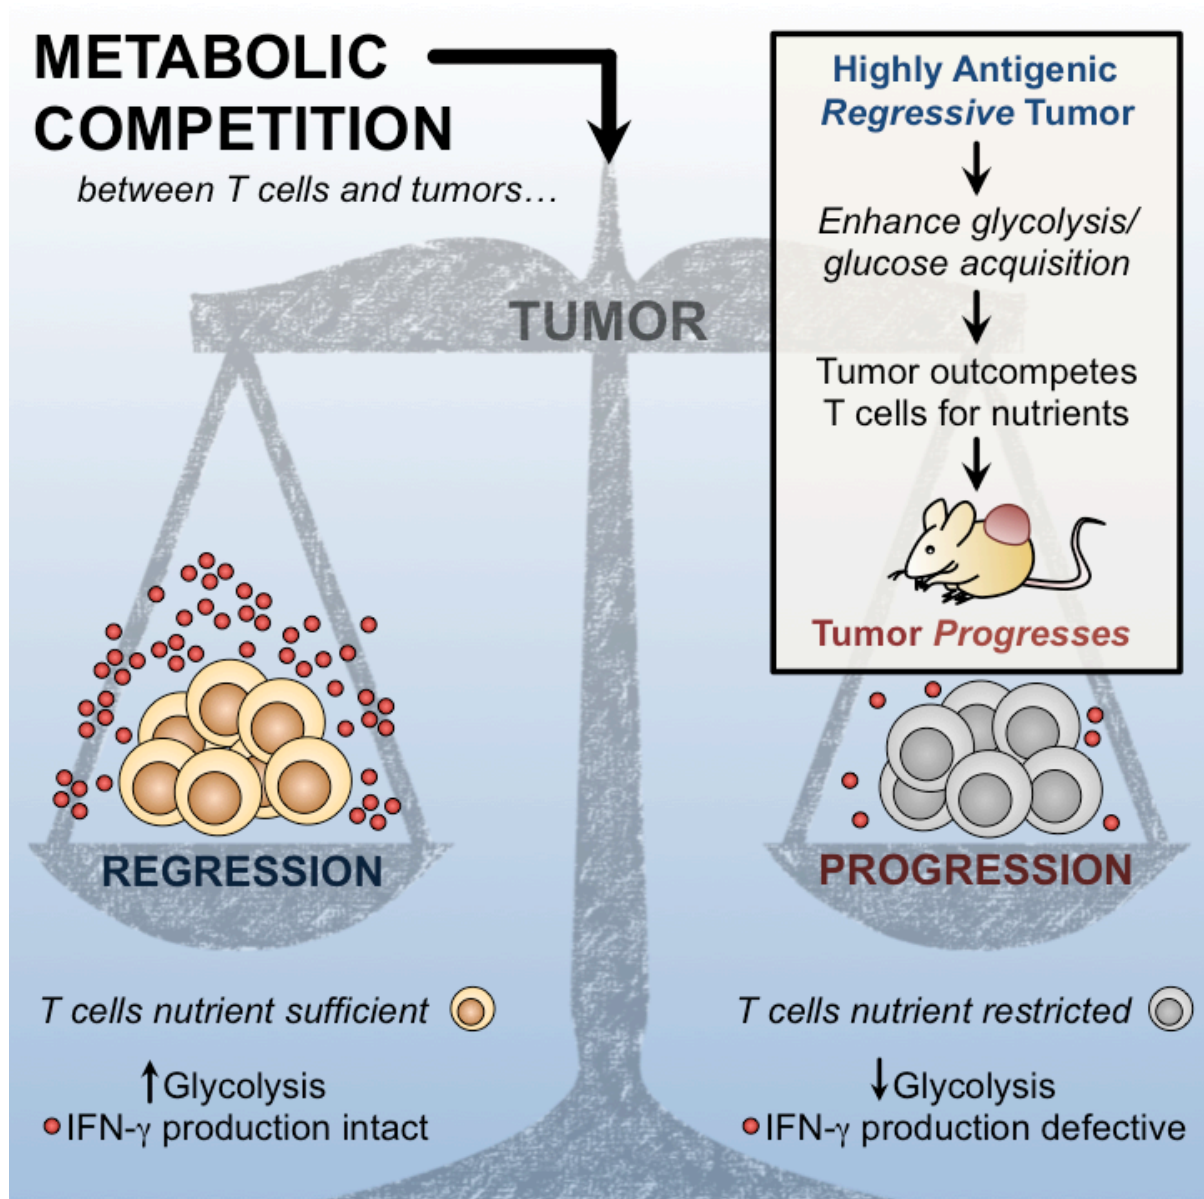 METABOLIC
COMPETITION
between T cells and tumors…
Highly Antigenic
Regressive Tumor
Enhance glycolysis/
glucose acquisition
Tumor outcompetes
T cells for nutrients
Tumor Progresses
TUMOR
REGRESSION
T cells nutrient sufficient
↑Glycolysis
IFN-γ production intact
PROGRESSION
T cells nutrient restricted
↓Glycolysis
IFN-γ production defective